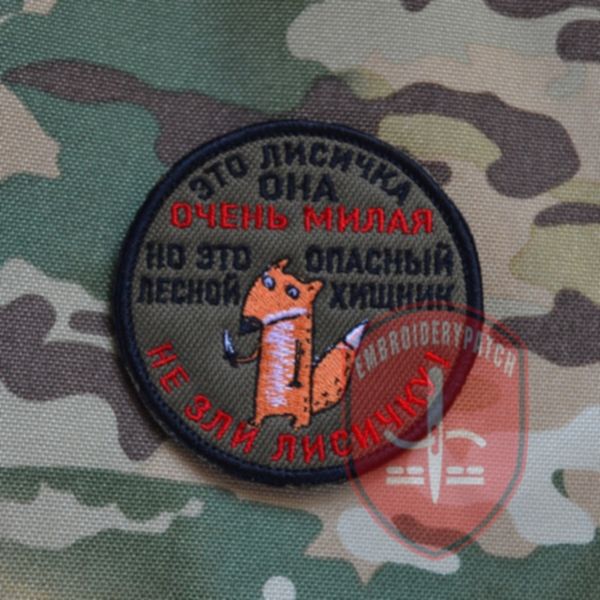 ЭТО ЛИСИЧКА
ОНА
ОЧЕНЬ МИЛАЯ
НО ЭТО ОПАСНЫЙ
ЛЕСНОЙ ХИЩНИК
НЕ ЗЛИ ЛИСИЧКУ!
EMBROIDERYPATCH